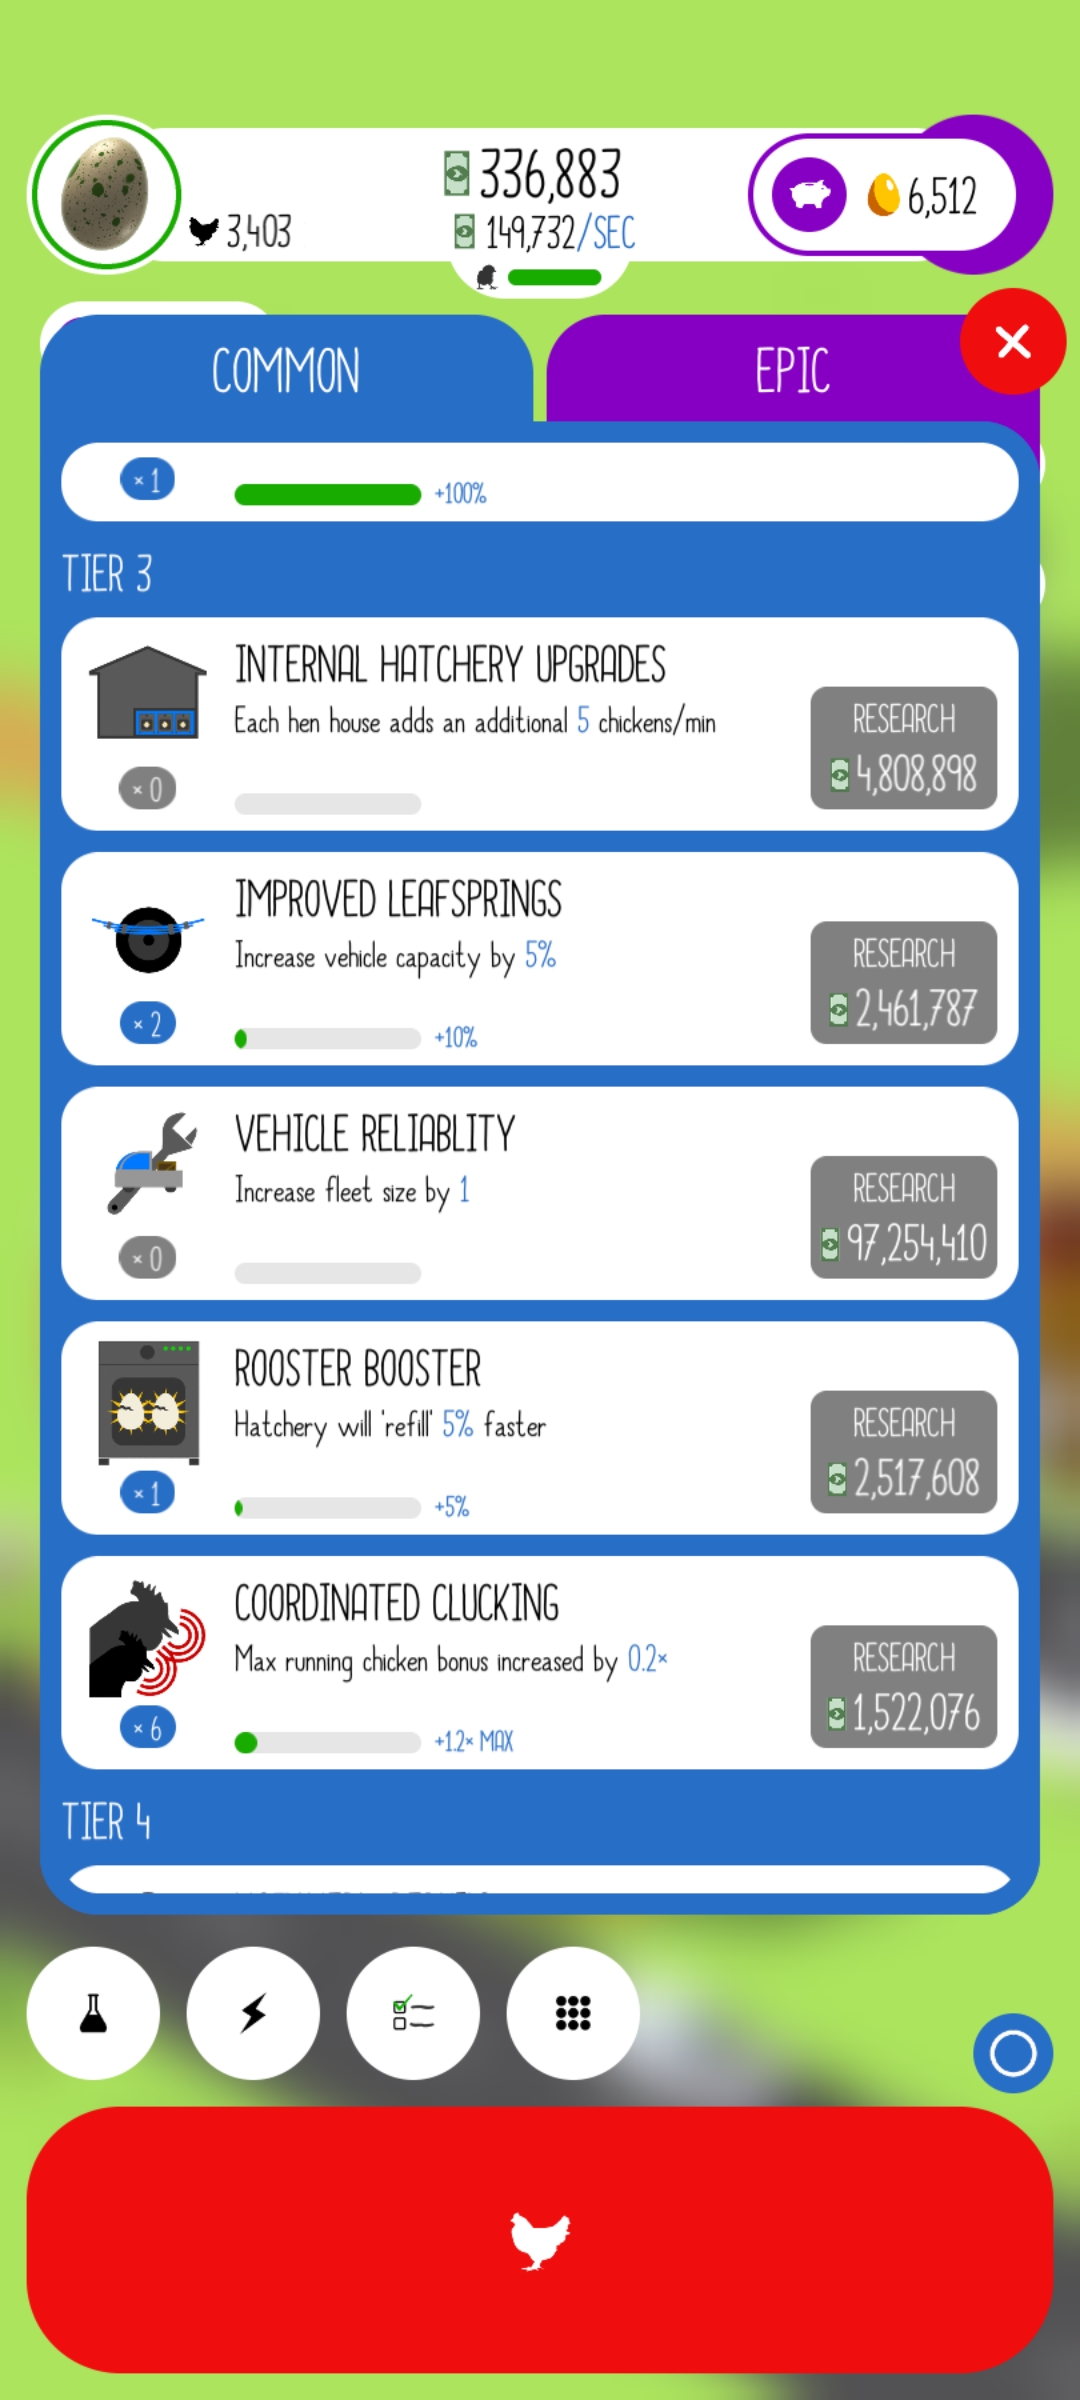 336,883
3,403
149,732/SEC
6,512
COMMON
EPIC
×1
+100%
TIER 3
INTERNAL HATCHERY UPGRADES
Each hen house adds an additional 5 chickens/min
RESEARCH
4,808,898
×0
IMPROVED LEAFSPRINGS
Increase vehicle capacity by 5%
RESEARCH
2,461,787
×2
+10%
VEHICLE RELIABLITY
Increase fleet size by 1
RESEARCH
97,254,410
×0
ROOSTER BOOSTER
Hatchery will 'refill' 5% faster
RESEARCH
2,517,608
×1
+5%
COORDINATED CLUCKING
Max running chicken bonus increased by 0.2×
RESEARCH
1,522,076
×6
+1.2× MAX
TIER 4